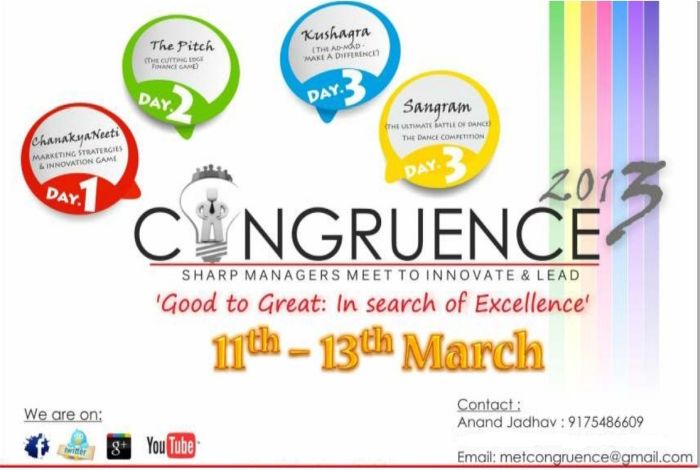 ChanakyaNeeti
Marketing Stratergies
& Innovation Game
DAY.1
The Pitch
(The Cutting Edge
Finance Game)
DAY.2
Kushagra
(The Ad-Mad -
'Make A Difference')
DAY.3
Sangram
(The Ultimate Battle of Dance)
The Dance Competition
DAY.3
2013
CONGRUENCE
SHARP MANAGERS MEET TO INNOVATE & LEAD
'Good to Great: In search of Excellence'
11th - 13th March
We are on:
f
twitter
g+
YouTube
Contact :
Anand Jadhav : 9175486609
Email: metcongruence@gmail.com